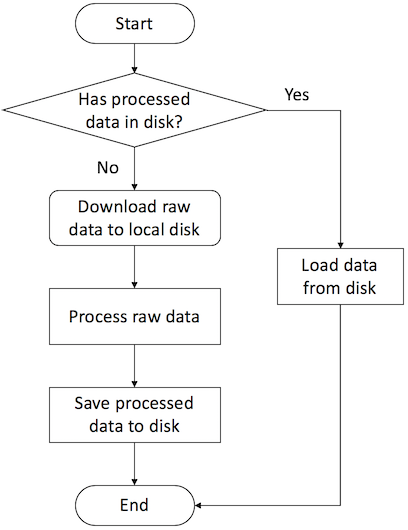 Start
Has processed
data in disk?
Yes
No
Download raw
data to local disk
Load data
from disk
Process raw data
Save processed
data to disk
End